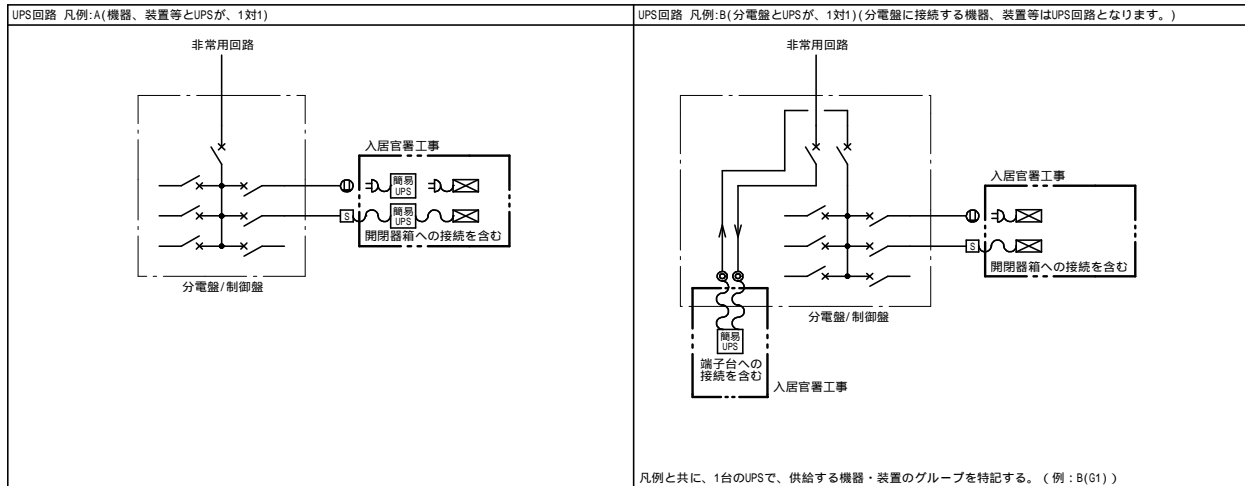 UPS回路 凡例:A(機器、装置等とUPSが、1対1)
非常用回路
入居官署工事
簡易
UPS
S
簡易
UPS
開閉器箱への接続を含む
分電盤/制御盤
UPS回路 凡例:B(分電盤とUPSが、1対1)(分電盤に接続する機器、装置等はUPS回路となります。)
非常用回路
入居官署工事
S
開閉器箱への接続を含む
分電盤/制御盤
簡易
UPS
端子台への
接続を含む
入居官署工事
凡例と共に、1台のUPSで、供給する機器・装置のグループを特記する。(例:B(G1))